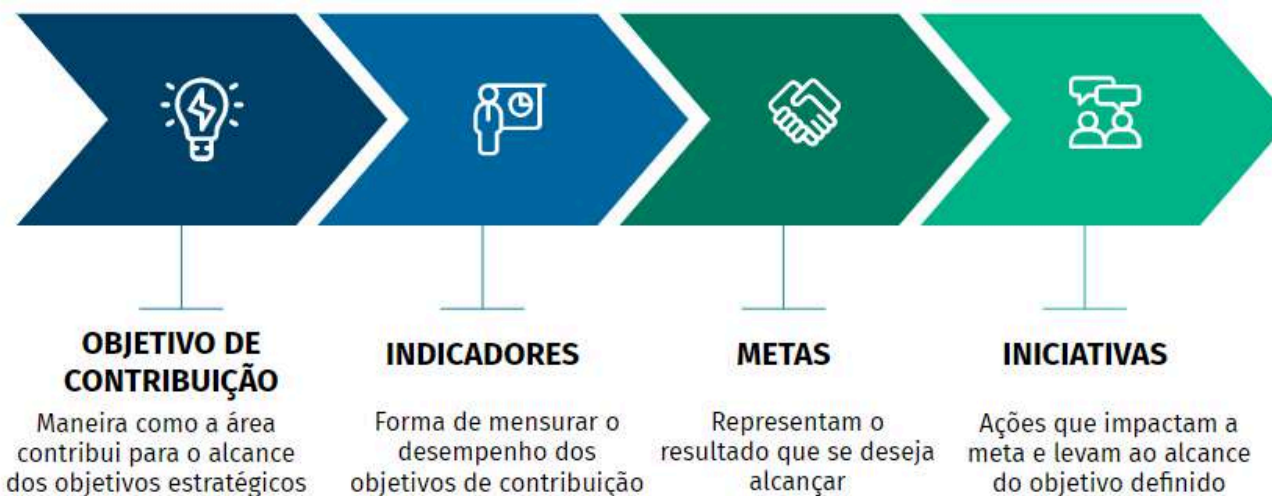 OBJETIVO DE
CONTRIBUIÇÃO
Maneira como a área
contribui para o alcance
dos objetivos estratégicos
INDICADORES
Forma de mensurar o
desempenho dos
objetivos de contribuição
METAS
Representam o
resultado que se deseja
alcançar
INICIATIVAS
Ações que impactam a
meta e levam ao alcance
do objetivo definido